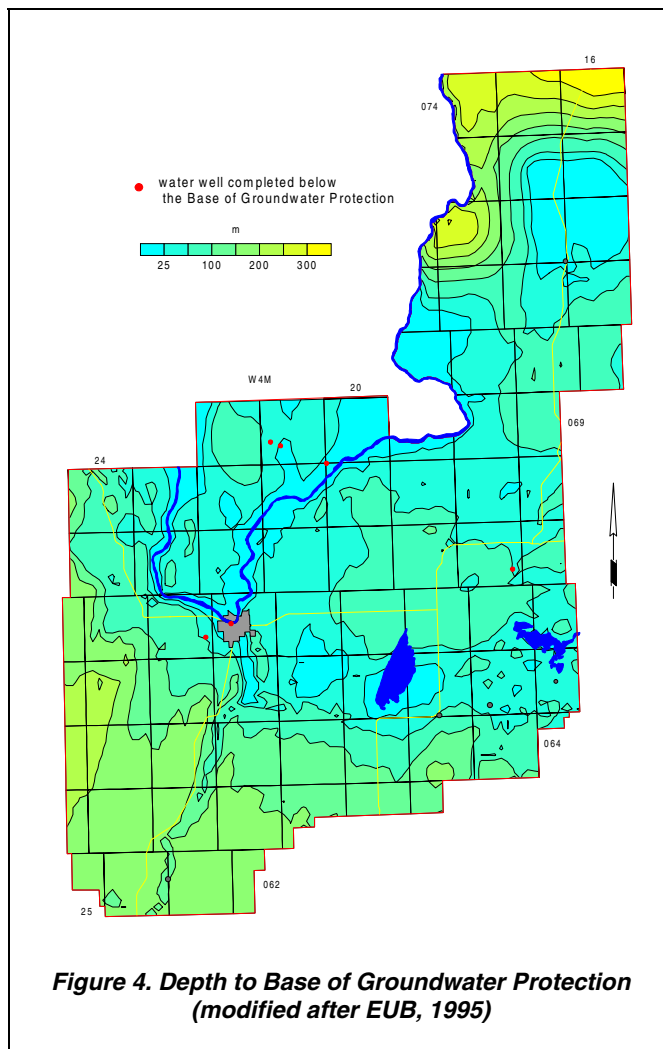 16
074
water well completed below
the Base of Groundwater Protection
m
25 100 200 300
W4M
20
24
069
064
062
25
Figure 4. Depth to Base of Groundwater Protection
(modified after EUB, 1995)